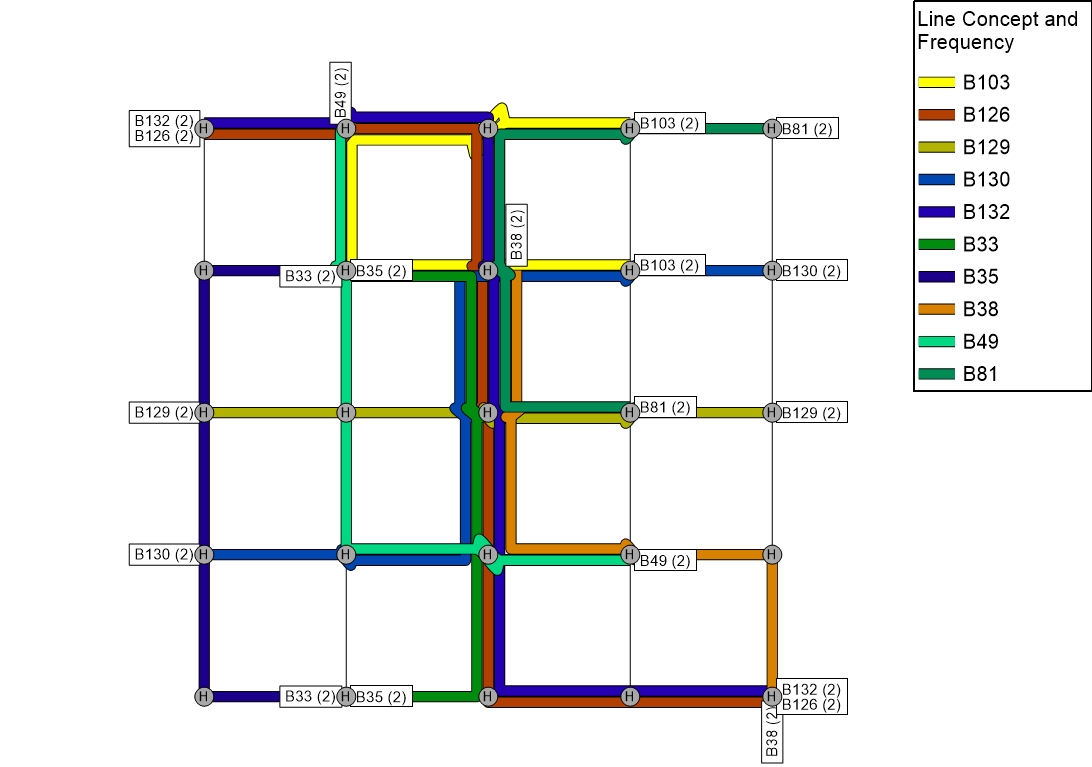 Line Concept and
Frequency
B103
B126
B129
B130
B132
B33
B35
B38
B49
B81
B49 (2)
B132 (2)
B126 (2)
H
H
H
B103 (2)
H
H
B81 (2)
B38 (2)
H
B33 (2)
H
B35 (2)
H
H
B103 (2)
H
B130 (2)
B129 (2)
H
H
H
H
B81 (2)
H
B129 (2)
B130 (2)
H
H
H
H
B49 (2)
H
H
B33 (2)
H
B35 (2)
H
H
H
B132 (2)
B126 (2)
B38 (2)